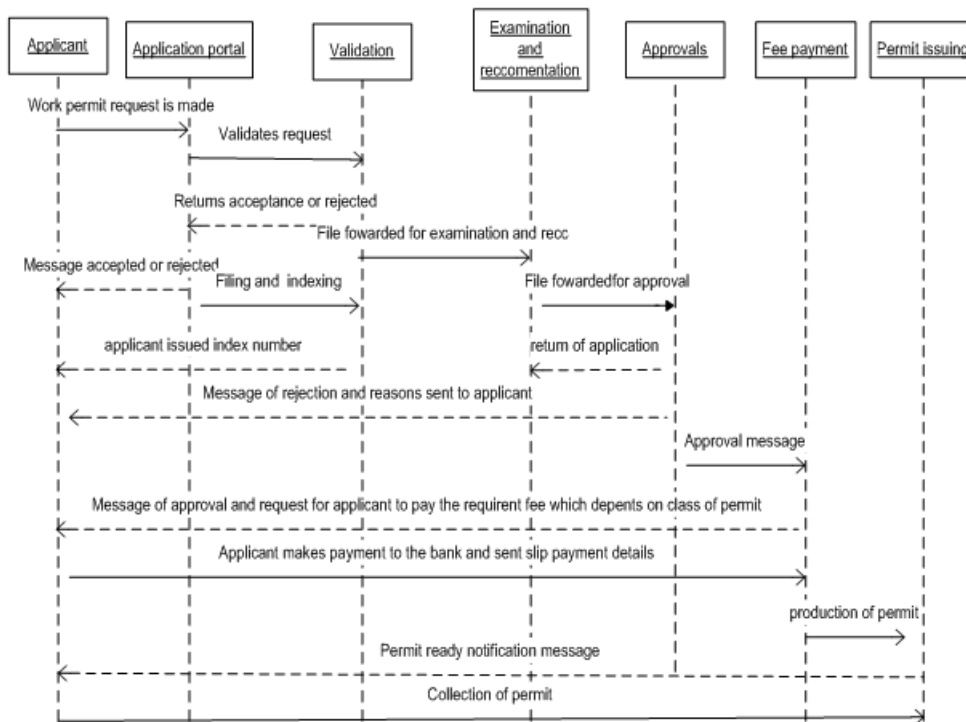 Applicant
Application portal
Validation
Examination
and
reccomentation
Approvals
Fee payment
Permit issuing
Work permit request is made
Validates request
Returns acceptance or rejected
File fowarded for examination and recc
Message accepted or rejected
Filling and indexing
File fowardedfor approval
applicant issued index number
return of application
Message of rejection and reasons sent to applicant
Approval message
Message of approval and request for applicant to pay the requirent fee which depents on class of permit
Applicant makes payment to the bank and sent slip payment details
production of permit
Permit ready notification message
Collection of permit